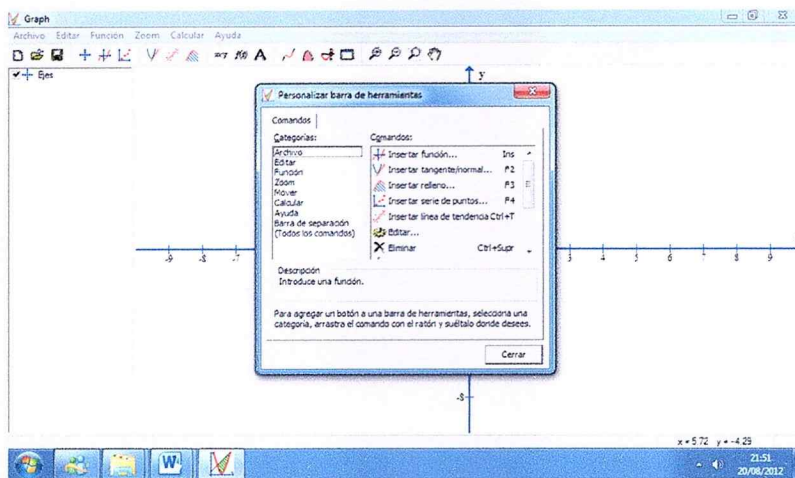 Graph
Archivo Editar Función Zoom Calcular Ayuda
f(x) A
Ejes
y
Personalizar barra de herramientas
Comandos
Categorías:
Archivo
Editar
Función
Zoom
Mover
Calcular
Ayuda
Barra de separación
(Todos los comandos)
Comandos:
Insertar función... Ins
Insertar tangente/normal... F2
Insertar relleno... F3
Insertar serie de puntos... F4
Insertar línea de tendencia Ctrl+T
Editar...
Eliminar Ctrl+Supr
-9 -8 -7 3 4 5 6 7 8 9
Descripción
Introduce una función.
Para agregar un botón a una barra de herramientas, selecciona una
categoría, arrastra el comando con el ratón y suéltalo donde desees.
Cerrar
-8
x = 5.72 y = -4.29
W
21:51
20/08/2012